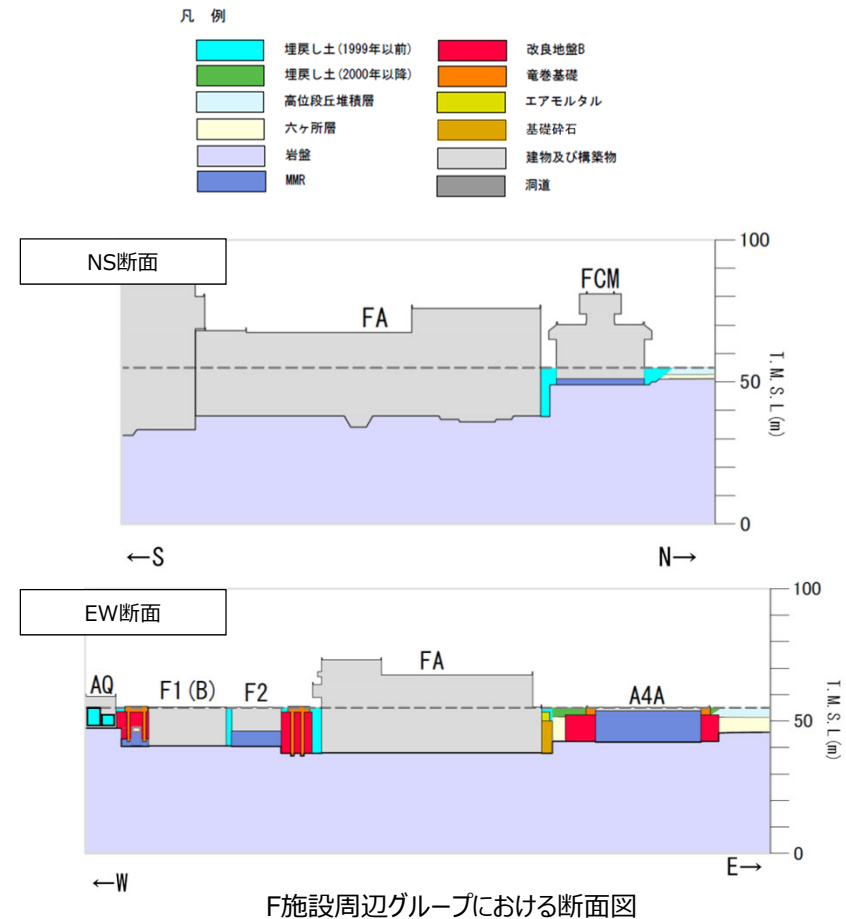 凡 例
埋戻し土(1999年以前)
改良地盤B
埋戻し土(2000年以降)
竜巻基礎
高位段丘堆積層
エアモルタル
六ヶ所層
基礎砕石
岩盤
建物及び構築物
MMR
洞道
NS断面
100
FCM
FA
50
T.M.S.L(m)
0
←S
N→
EW断面
100
FA
AQ
F1(B)
F2
A4A
50
T.M.S.L(m)
0
E→
←W
F施設周辺グループにおける断面図